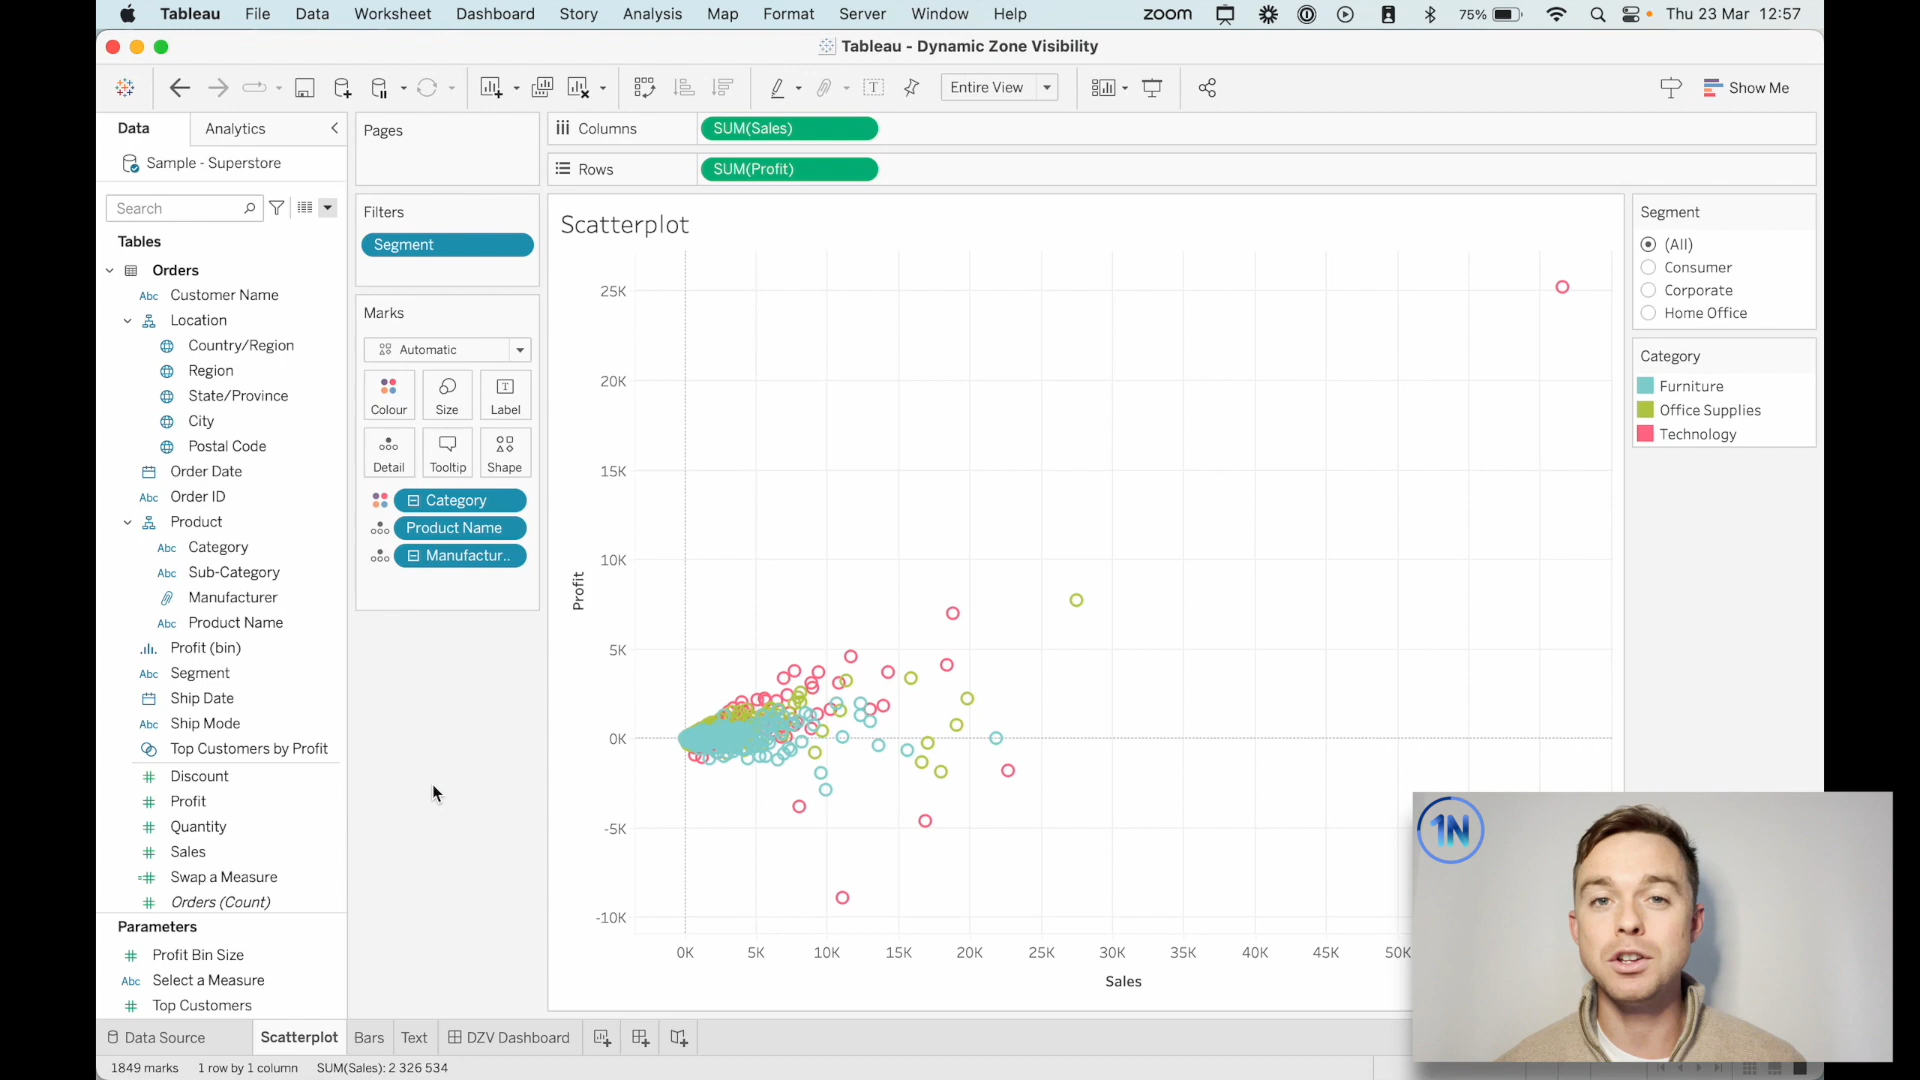 Tableau File Data Worksheet Dashboard Story Analysis Map Format Server Window Help zoom 75% Thu 23 Mar 12:57
Tableau - Dynamic Zone Visibility
Entire View Show Me
Data Analytics
Sample - Superstore
Search
Tables
Orders
Abc Customer Name
Location
Country/Region
Region
State/Province
City
Postal Code
Order Date
Abc Order ID
Product
Abc Category
Abc Sub-Category
Manufacturer
Abc Product Name
Profit (bin)
Abc Segment
Ship Date
Abc Ship Mode
Top Customers by Profit
Discount
Profit
Quantity
Sales
Swap a Measure
Orders (Count)
Parameters
Profit Bin Size
Abc Select a Measure
Top Customers
Pages
Filters
Segment
Marks
Automatic
Colour Size Label
Detail Tooltip Shape
Category
Product Name
Manufactur..
Columns SUM(Sales)
Rows SUM(Profit)
Scatterplot
25K
20K
15K
10K
5K
0K
-5K
-10K
Profit
0K 5K 10K 15K 20K 25K 30K 35K 40K 45K 50K
Sales
Segment
(All)
Consumer
Corporate
Home Office
Category
Furniture
Office Supplies
Technology
1N
Data Source Scatterplot Bars Text DZV Dashboard
1849 marks 1 row by 1 column SUM(Sales): 2 326 534